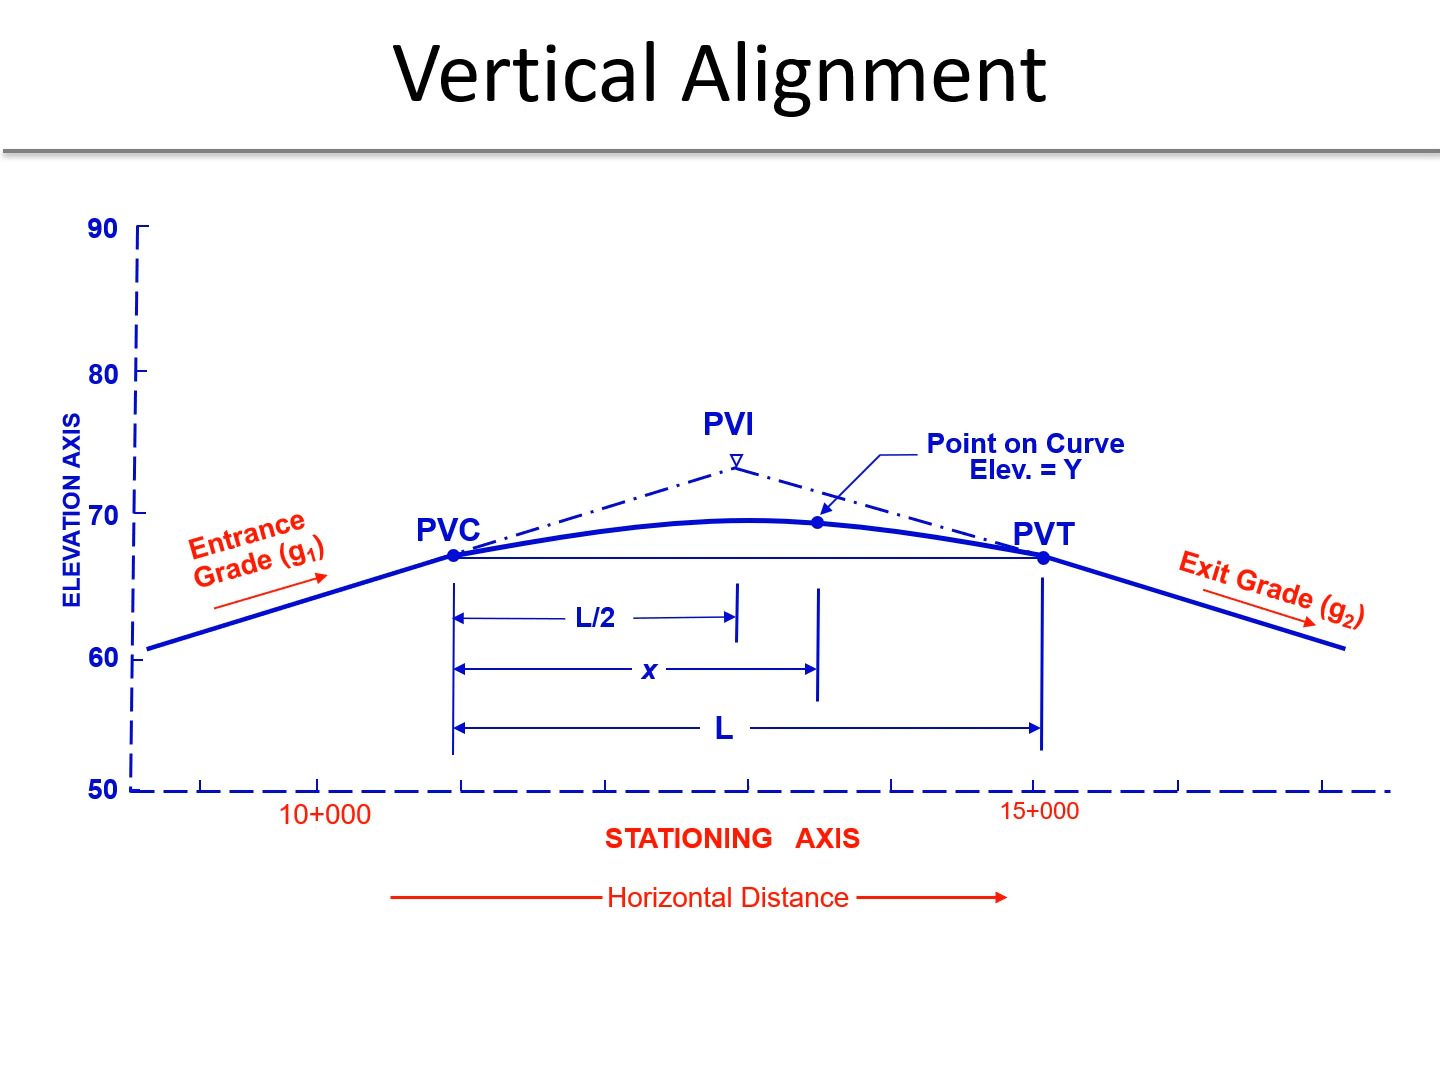 Vertical Alignment
90
80
70
60
50
ELEVATION AXIS
Entrance
Grade (g1)
PVC
PVI
Point on Curve
Elev. = Y
PVT
Exit Grade (g2)
L/2
x
L
10+000
15+000
STATIONING AXIS
Horizontal Distance